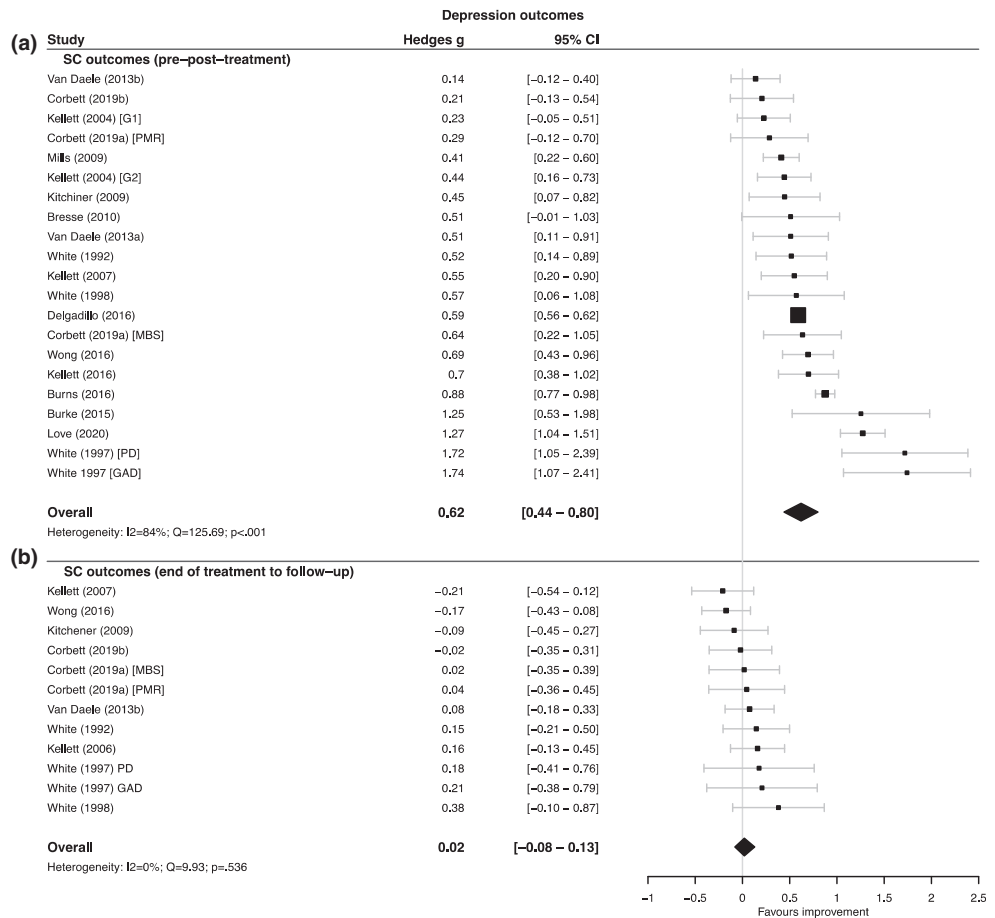 Depression outcomes
(a) Study Hedges g 95% CI
SC outcomes (pre−post−treatment)
Van Daele (2013b) 0.14 [−0.12 − 0.40]
Corbett (2019b) 0.21 [−0.13 − 0.54]
Kellett (2004) [G1] 0.23 [−0.05 − 0.51]
Corbett (2019a) [PMR] 0.29 [−0.12 − 0.70]
Mills (2009) 0.41 [0.22 − 0.60]
Kellett (2004) [G2] 0.44 [0.16 − 0.73]
Kitchiner (2009) 0.45 [0.07 − 0.82]
Bresse (2010) 0.51 [−0.01 − 1.03]
Van Daele (2013a) 0.51 [0.11 − 0.91]
White (1992) 0.52 [0.14 − 0.89]
Kellett (2007) 0.55 [0.20 − 0.90]
White (1998) 0.57 [0.06 − 1.08]
Delgadillo (2016) 0.59 [0.56 − 0.62]
Corbett (2019a) [MBS] 0.64 [0.22 − 1.05]
Wong (2016) 0.69 [0.43 − 0.96]
Kellett (2016) 0.7 [0.38 − 1.02]
Burns (2016) 0.88 [0.77 − 0.98]
Burke (2015) 1.25 [0.53 − 1.98]
Love (2020) 1.27 [1.04 − 1.51]
White (1997) [PD] 1.72 [1.05 − 2.39]
White 1997 [GAD] 1.74 [1.07 − 2.41]
Overall 0.62 [0.44 − 0.80]
Heterogeneity: I2=84%; Q=125.69; p<.001
(b) SC outcomes (end of treatment to follow−up)
Kellett (2007) −0.21 [−0.54 − 0.12]
Wong (2016) −0.17 [−0.43 − 0.08]
Kitchener (2009) −0.09 [−0.45 − 0.27]
Corbett (2019b) −0.02 [−0.35 − 0.31]
Corbett (2019a) [MBS] 0.02 [−0.35 − 0.39]
Corbett (2019a) [PMR] 0.04 [−0.36 − 0.45]
Van Daele (2013b) 0.08 [−0.18 − 0.33]
White (1992) 0.15 [−0.21 − 0.50]
Kellett (2006) 0.16 [−0.13 − 0.45]
White (1997) PD 0.18 [−0.41 − 0.76]
White (1997) GAD 0.21 [−0.38 − 0.79]
White (1998) 0.38 [−0.10 − 0.87]
Overall 0.02 [−0.08 − 0.13]
Heterogeneity: I2=0%; Q=9.93; p=.536
−1 −0.5 0 0.5 1 1.5 2 2.5
Favours improvement